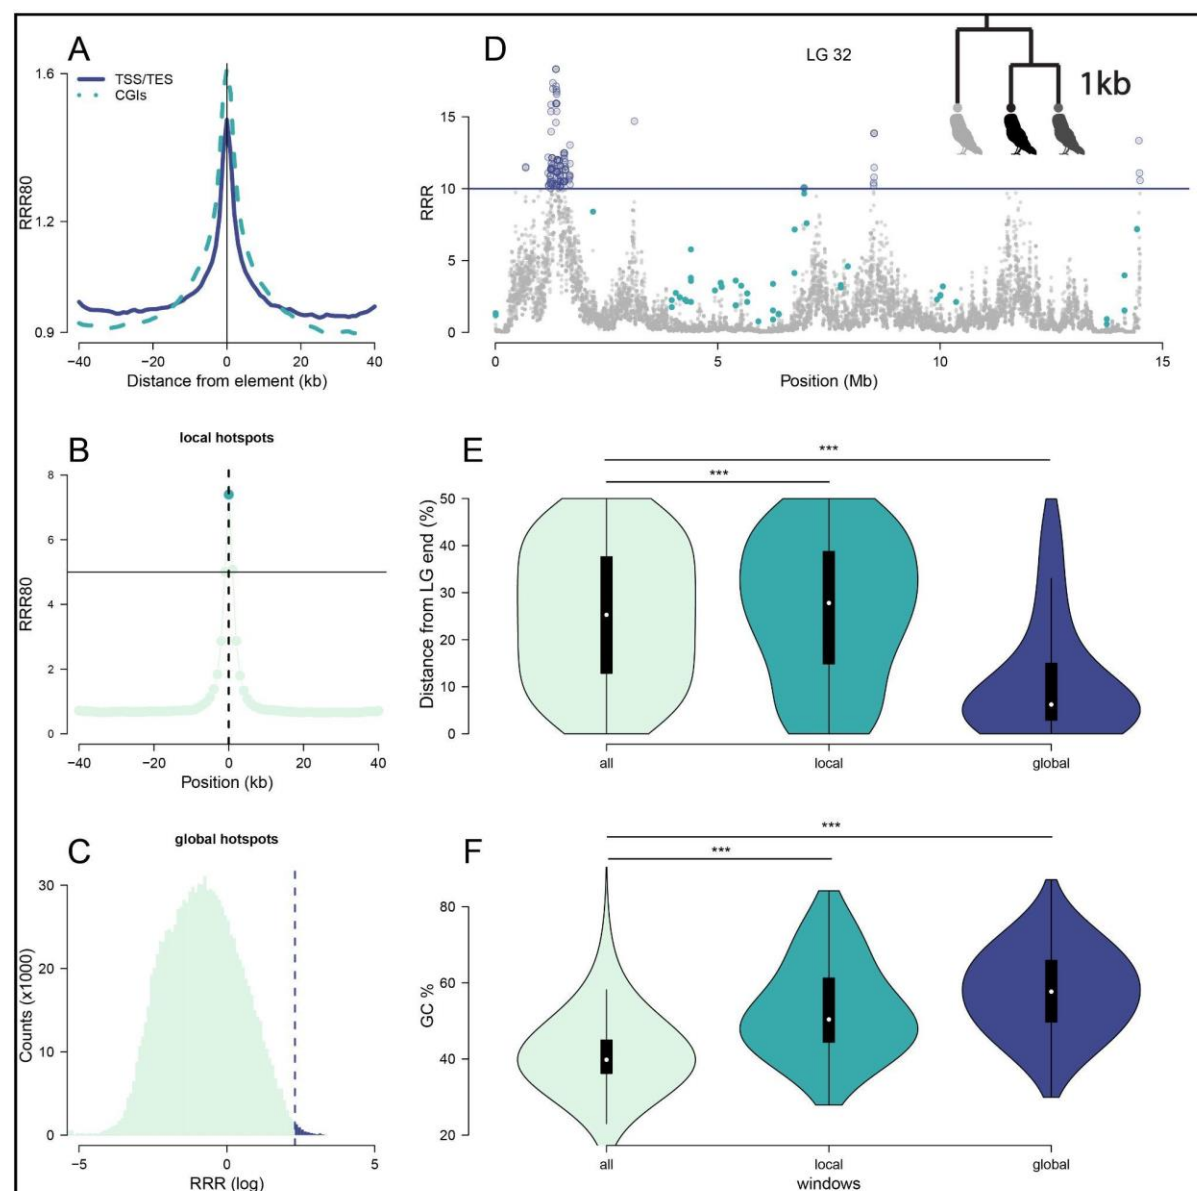 A
1.6
1.2
0.9
RRR80
TSS/TES
CGIs
−40
−20
0
20
40
Distance from element (kb)
D
LG 32
1kb
15
10
5
0
RRR
0
5
10
15
Position (Mb)
B
local hotspots
8
6
4
2
0
RRR80
−40
−20
0
20
40
Position (kb)
E
***
***
50
40
30
20
10
0
Distance from LG end (%)
all
local
global
C
global hotspots
30
20
10
0
Counts (x1000)
−5
0
5
RRR (log)
F
***
***
80
60
40
20
GC %
all
local
global
windows